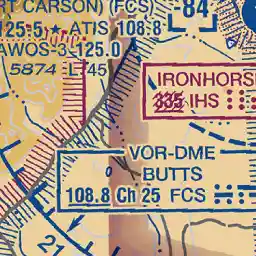 RT CARSON) (FCS)
-84
125.5★ ATIS 108.8
AWOS-3 125.0
5874 L 45
IRONHORS
335 IHS
VOR-DME
BUTTS
108.8 Ch 25 FCS
21